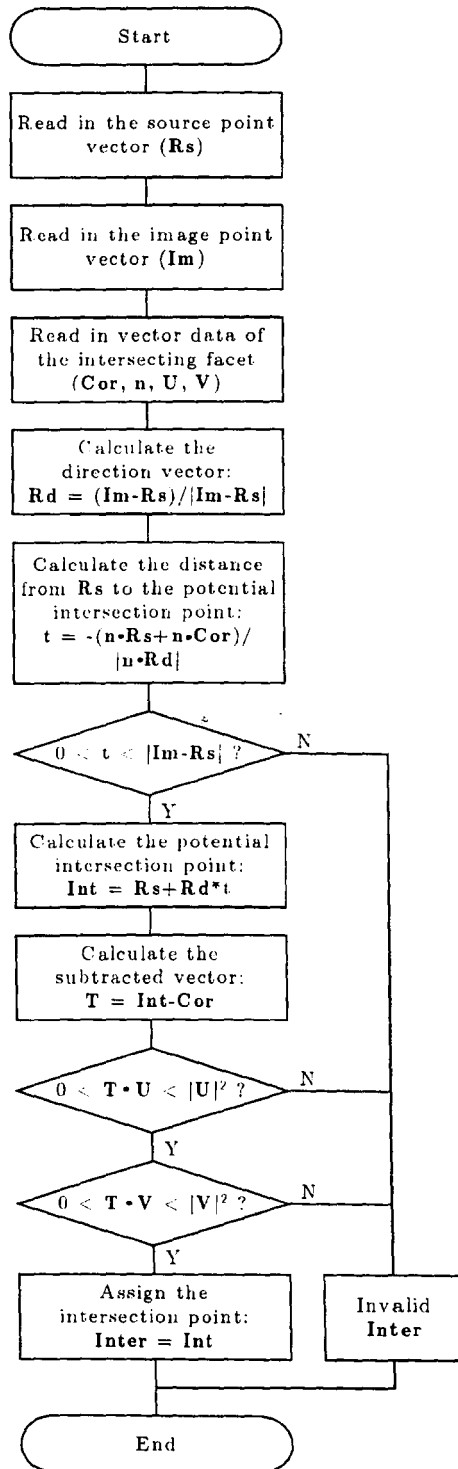 Start
Read in the source point
vector (Rs)
Read in the image point
vector (Im)
Read in vector data of
the intersecting facet
(Cor, n, U, V)
Calculate the
direction vector:
Rd = (Im-Rs)/|Im-Rs|
Calculate the distance
from Rs to the potential
intersection point:
t = -(n•Rs+n•Cor)/
|n•Rd|
0 < t < |Im-Rs| ?
N
Y
Calculate the potential
intersection point:
Int = Rs+Rd*t
Calculate the
subtracted vector:
T = Int-Cor
0 < T•U < |U|² ?
N
Y
0 < T•V < |V|² ?
N
Y
Assign the
intersection point:
Inter = Int
Invalid
Inter
End